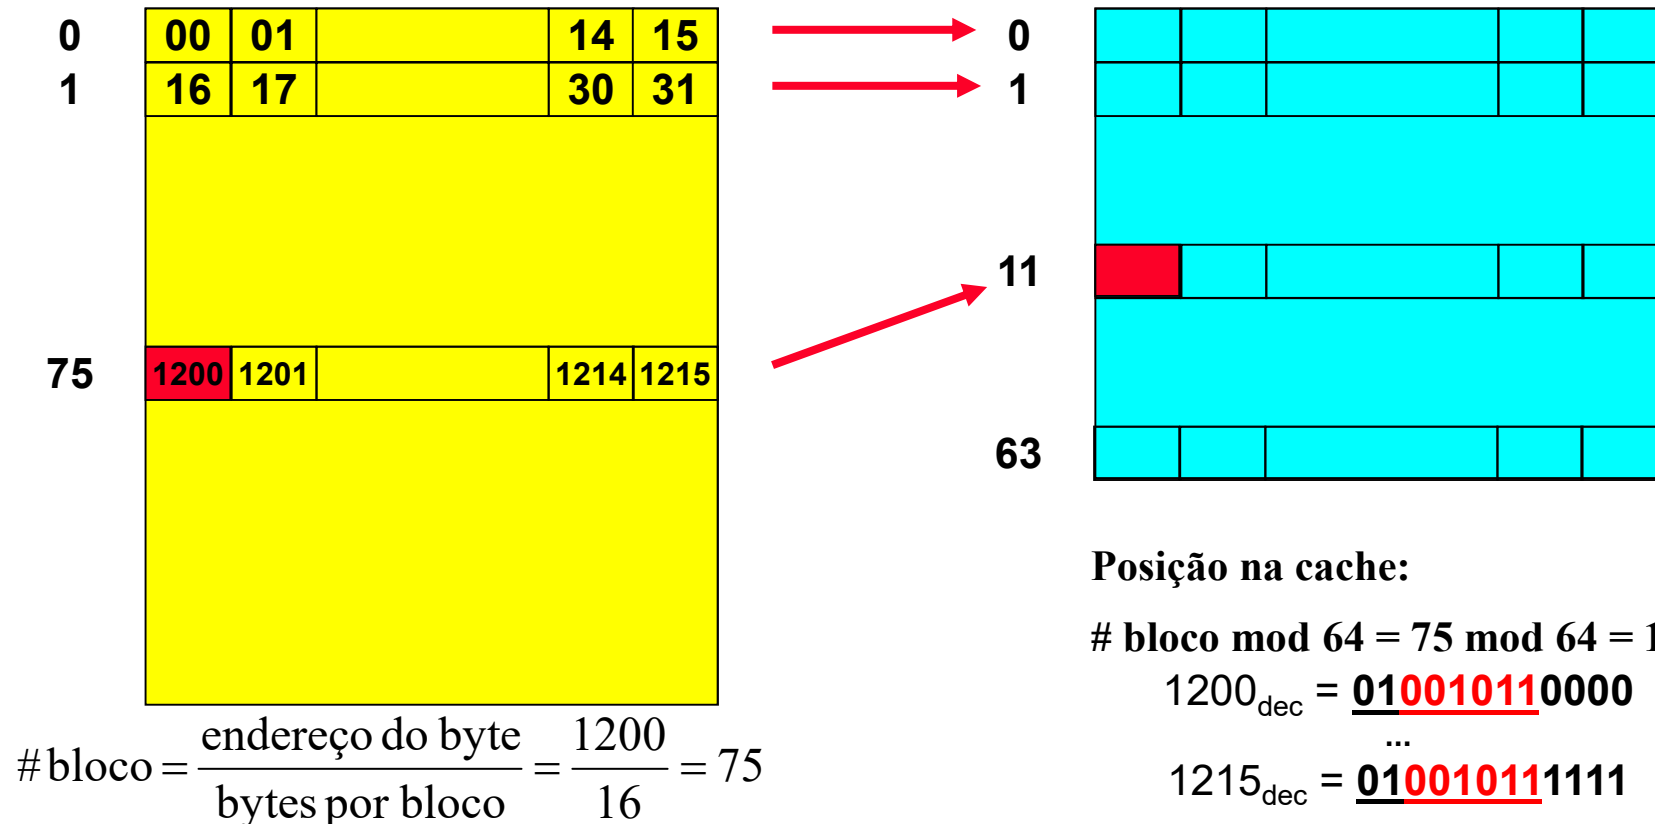 0 00 01 14 15 0
1 16 17 30 31 1
11
75 1200 1201 1214 1215
63
Posição na cache:
# bloco mod 64 = 75 mod 64 = 1
1200dec = 010010110000
...
1215dec = 010010111111
# bloco = endereço do byte / bytes por bloco = 1200 / 16 = 75